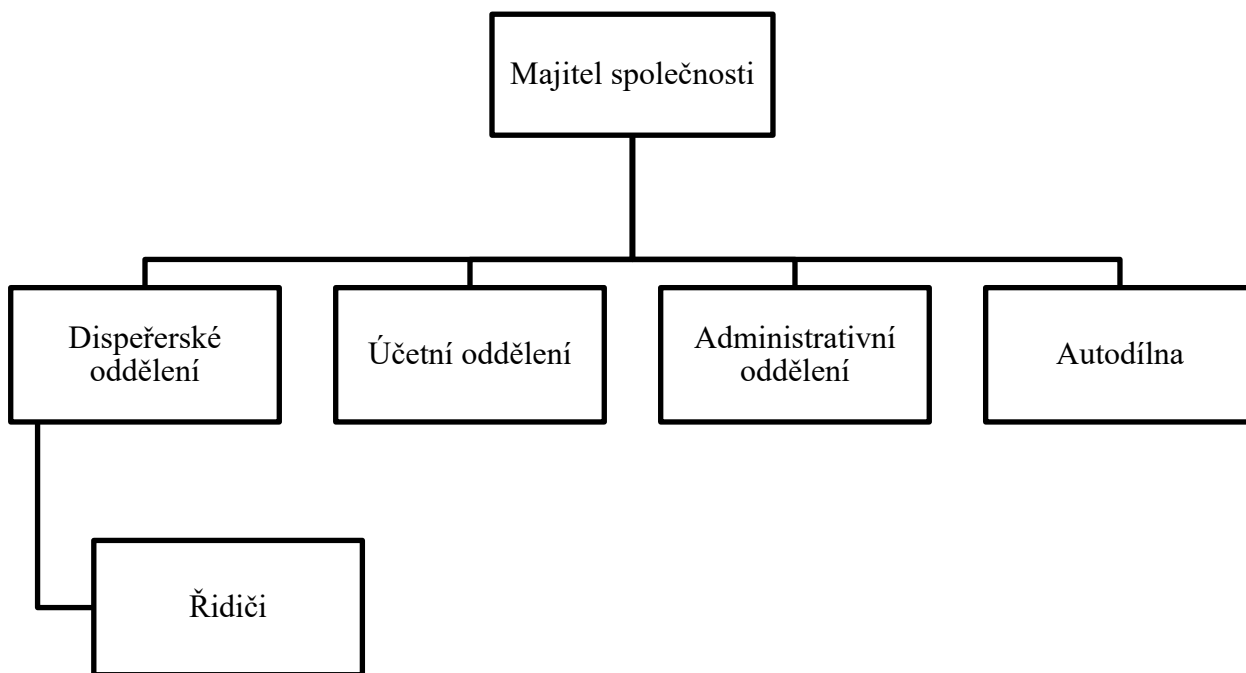 Majitel společnosti
Dispeřerské
oddělení
Účetní oddělení
Administrativní
oddělení
Autodílna
Řidiči